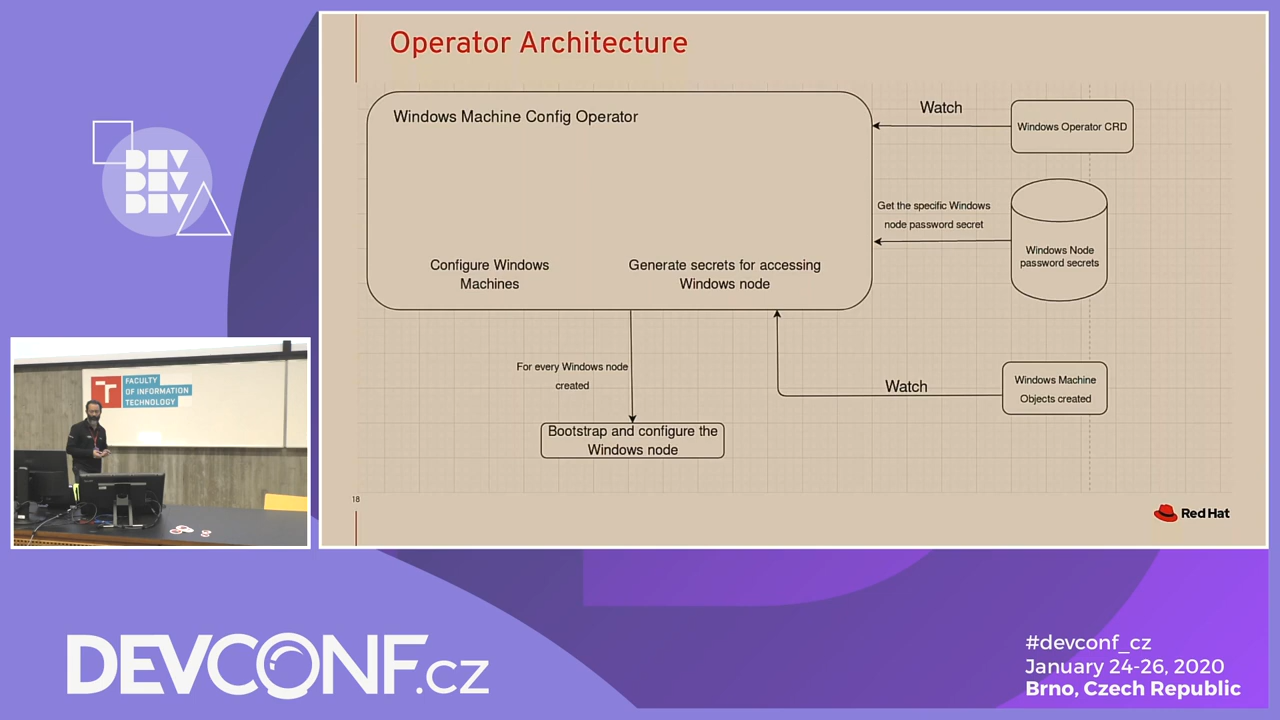 Operator Architecture
Windows Machine Config Operator
Watch
Windows Operator CRD
Get the specific Windows
node password secret
Windows Node
password secrets
Configure Windows
Machines
Generate secrets for accessing
Windows node
For every Windows node
created
Watch
Windows Machine
Objects created
Bootstrap and configure the
Windows node
18
Red Hat
DEV
DEV
DEV
FACULTY
OF INFORMATION
TECHNOLOGY
DEVCONF.cz
#devconf_cz
January 24-26, 2020
Brno, Czech Republic